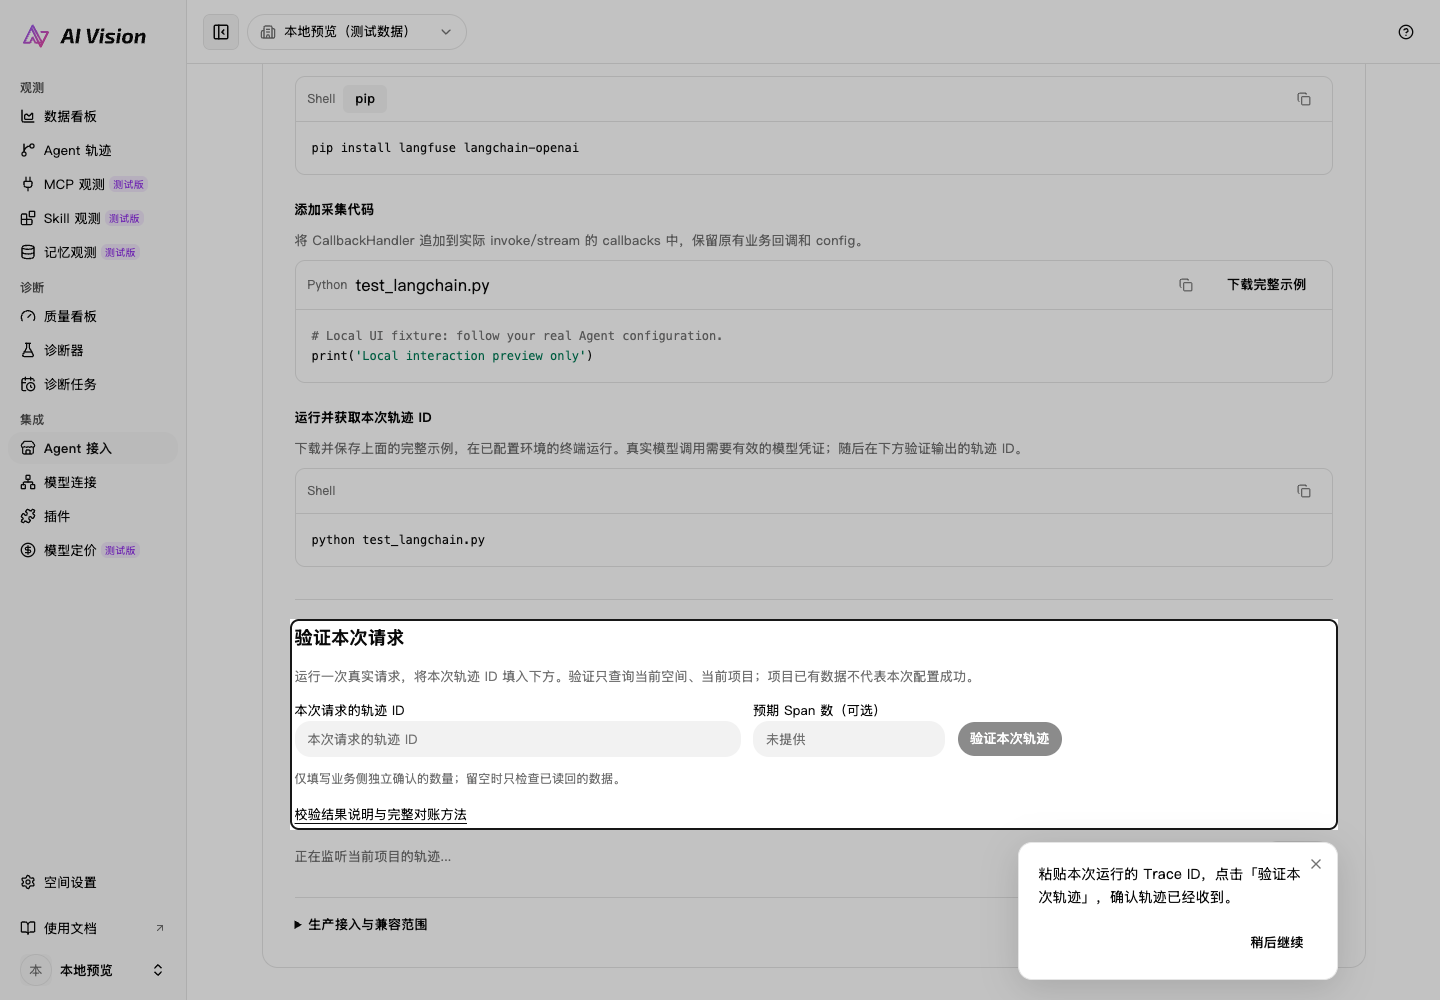 AI Vision
本地预览（测试数据）
观测
数据看板
Agent 轨迹
MCP 观测 测试版
Skill 观测 测试版
记忆观测 测试版
诊断
质量看板
诊断器
诊断任务
集成
Agent 接入
模型连接
插件
模型定价 测试版
空间设置
使用文档
本 本地预览
Shell pip
pip install langfuse langchain-openai
添加采集代码
将 CallbackHandler 追加到实际 invoke/stream 的 callbacks 中，保留原有业务回调和 config。
Python test_langchain.py 下载完整示例
# Local UI fixture: follow your real Agent configuration.
print('Local interaction preview only')
运行并获取本次轨迹 ID
下载并保存上面的完整示例，在已配置环境的终端运行。真实模型调用需要有效的模型凭证；随后在下方验证输出的轨迹 ID。
Shell
python test_langchain.py
验证本次请求
运行一次真实请求，将本次轨迹 ID 填入下方。验证只查询当前空间、当前项目；项目已有数据不代表本次配置成功。
本次请求的轨迹 ID 预期 Span 数（可选）
本次请求的轨迹 ID 未提供 验证本次轨迹
仅填写业务侧独立确认的数量；留空时只检查已读回的数据。
校验结果说明与完整对账方法
正在监听当前项目的轨迹...
生产接入与兼容范围
粘贴本次运行的 Trace ID，点击「验证本
次轨迹」，确认轨迹已经收到。
稍后继续